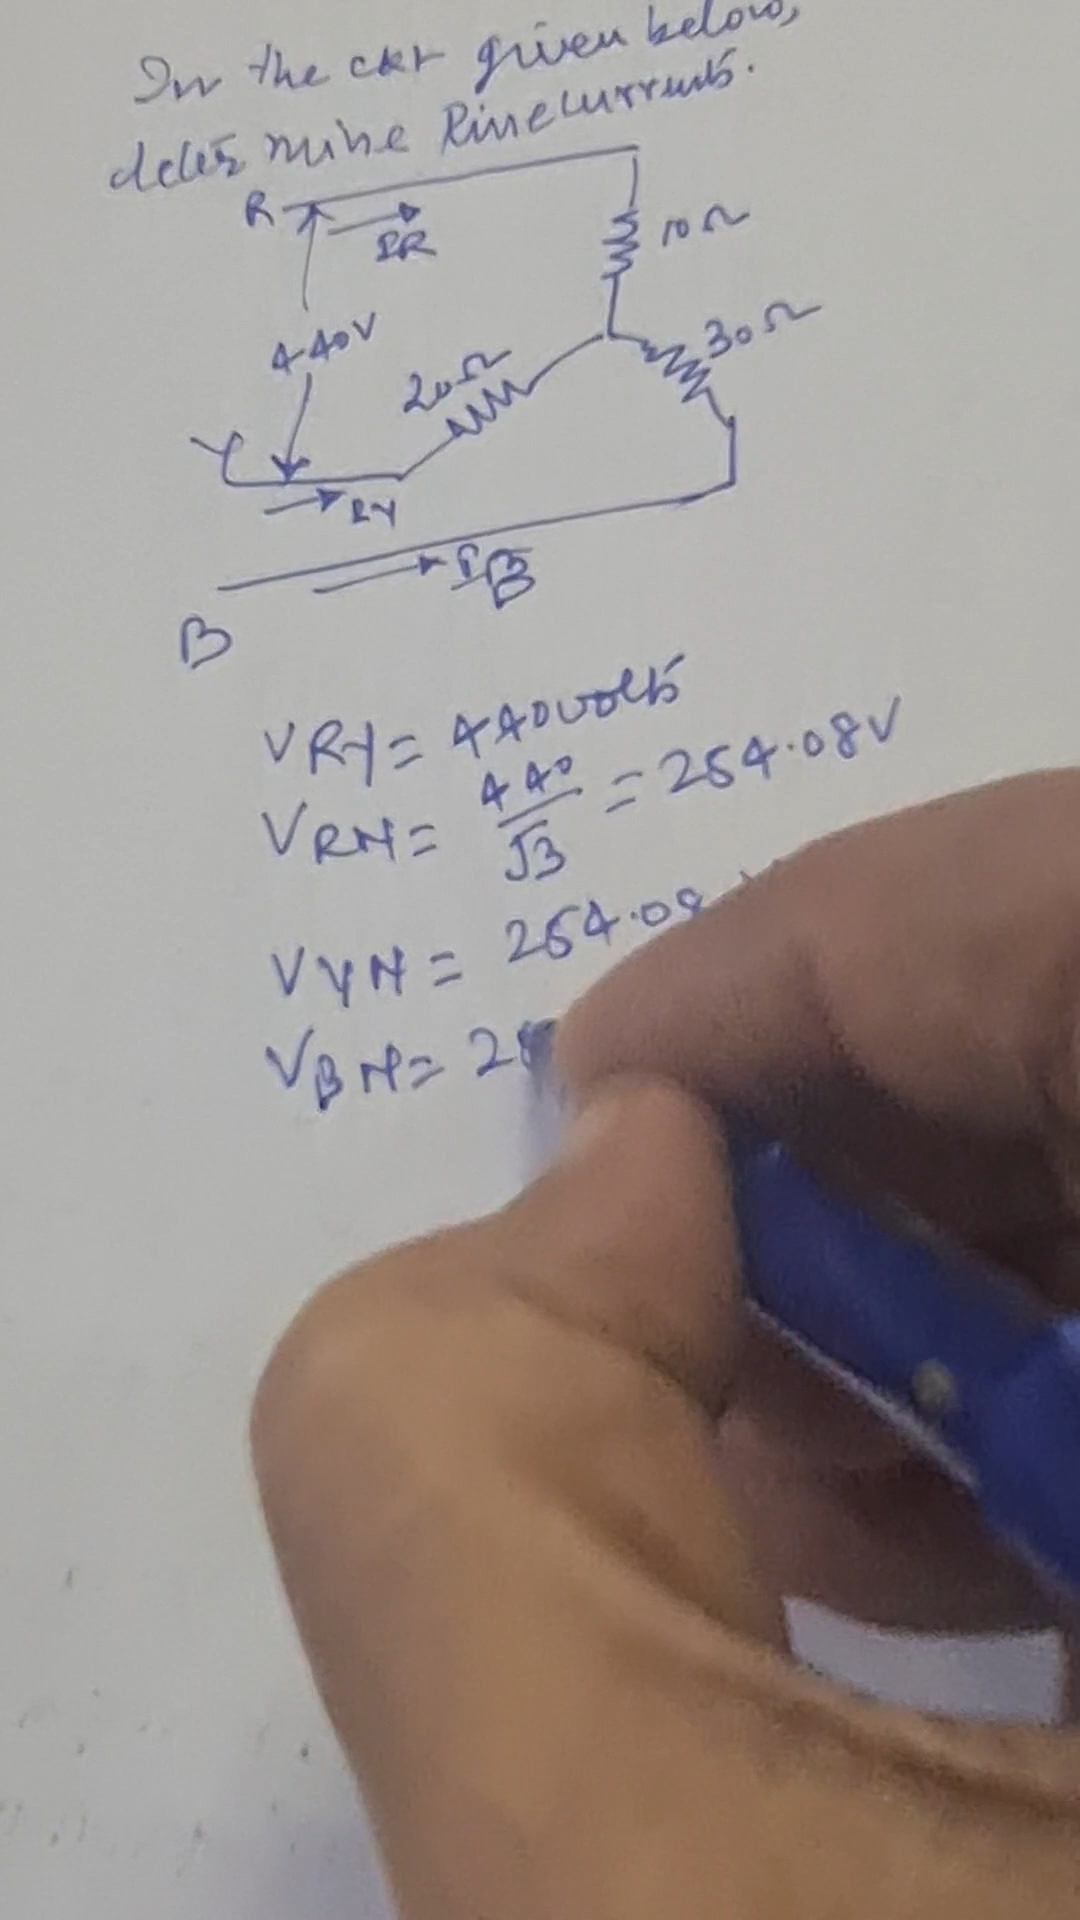 In the ckt given below,
determine line currents.
R
IR
10Ω
440V
20Ω
30Ω
Y
IY
IB
B
VRY = 440volts
VRN = 440/√3 = 254.08V
VYN = 254.08
VBN = 25